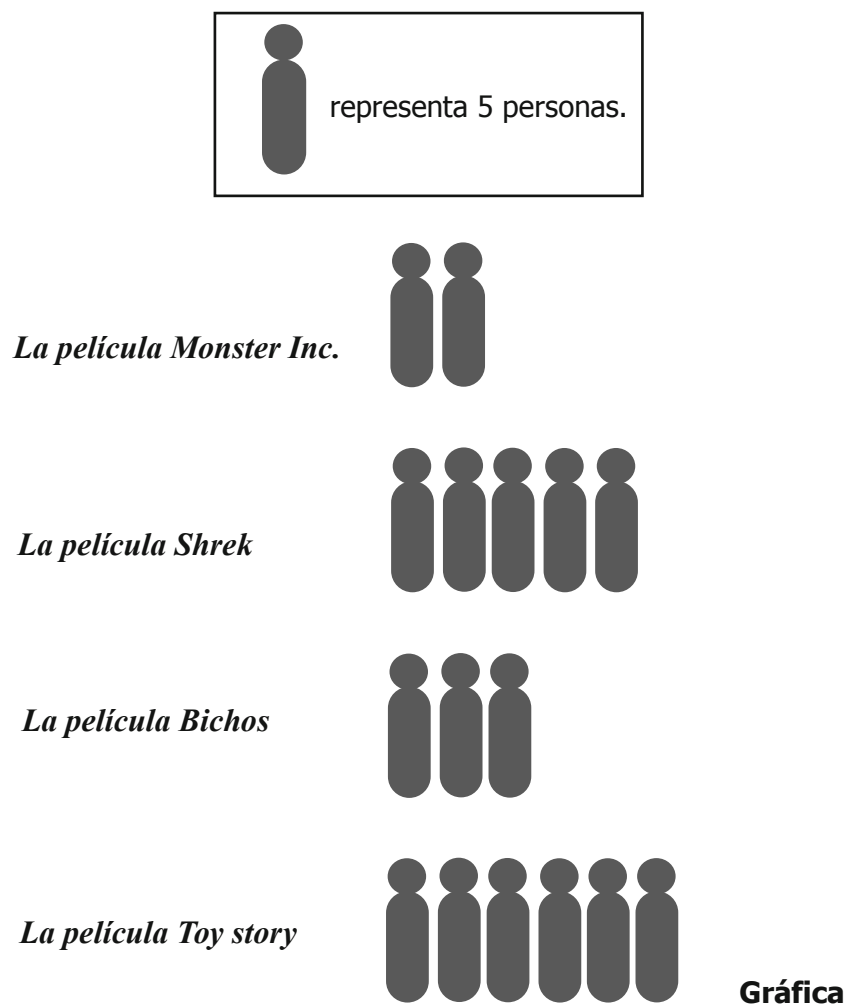 representa 5 personas.
La película Monster Inc.
La película Shrek
La película Bichos
La película Toy story
Gráfica